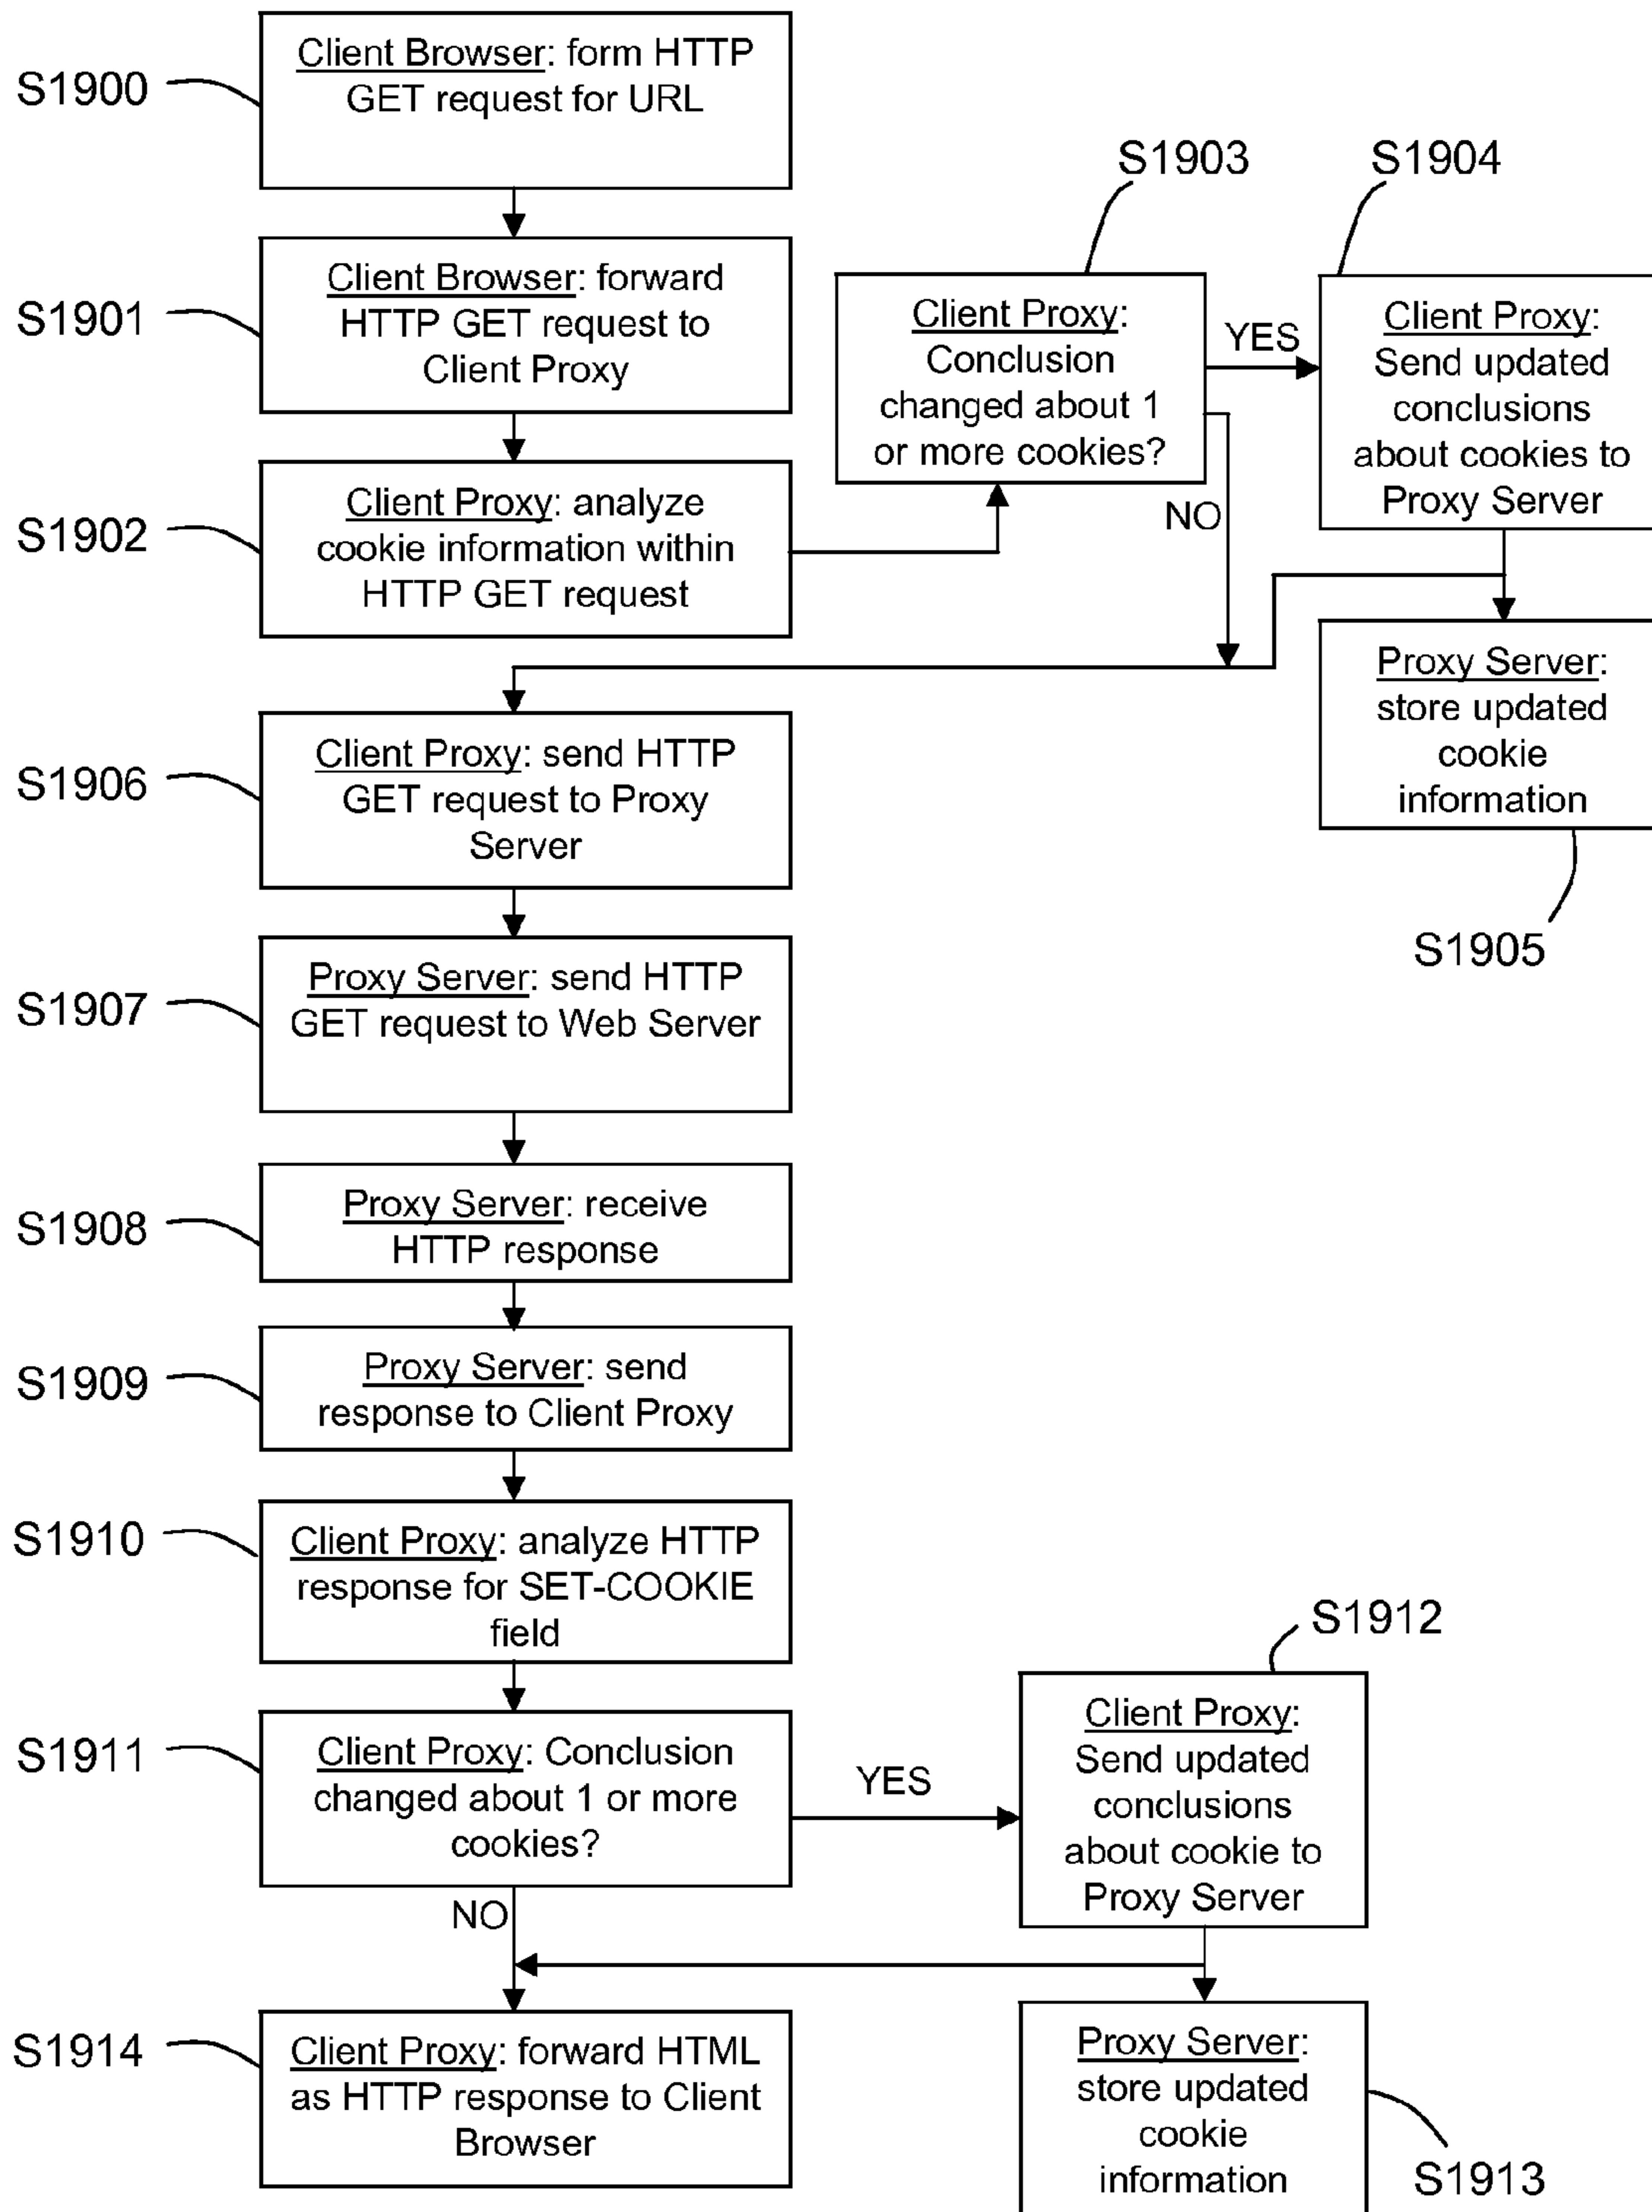 S1900
Client Browser: form HTTP
GET request for URL
S1901
Client Browser: forward
HTTP GET request to
Client Proxy
S1902
Client Proxy: analyze
cookie information within
HTTP GET request
S1903
Client Proxy:
Conclusion
changed about 1
or more cookies?
YES
NO
S1904
Client Proxy:
Send updated
conclusions
about cookies to
Proxy Server
Proxy Server:
store updated
cookie
information
S1905
S1906
Client Proxy: send HTTP
GET request to Proxy
Server
S1907
Proxy Server: send HTTP
GET request to Web Server
S1908
Proxy Server: receive
HTTP response
S1909
Proxy Server: send
response to Client Proxy
S1910
Client Proxy: analyze HTTP
response for SET-COOKIE
field
S1911
Client Proxy: Conclusion
changed about 1 or more
cookies?
YES
NO
S1912
Client Proxy:
Send updated
conclusions
about cookie to
Proxy Server
Proxy Server:
store updated
cookie
information
S1913
S1914
Client Proxy: forward HTML
as HTTP response to Client
Browser